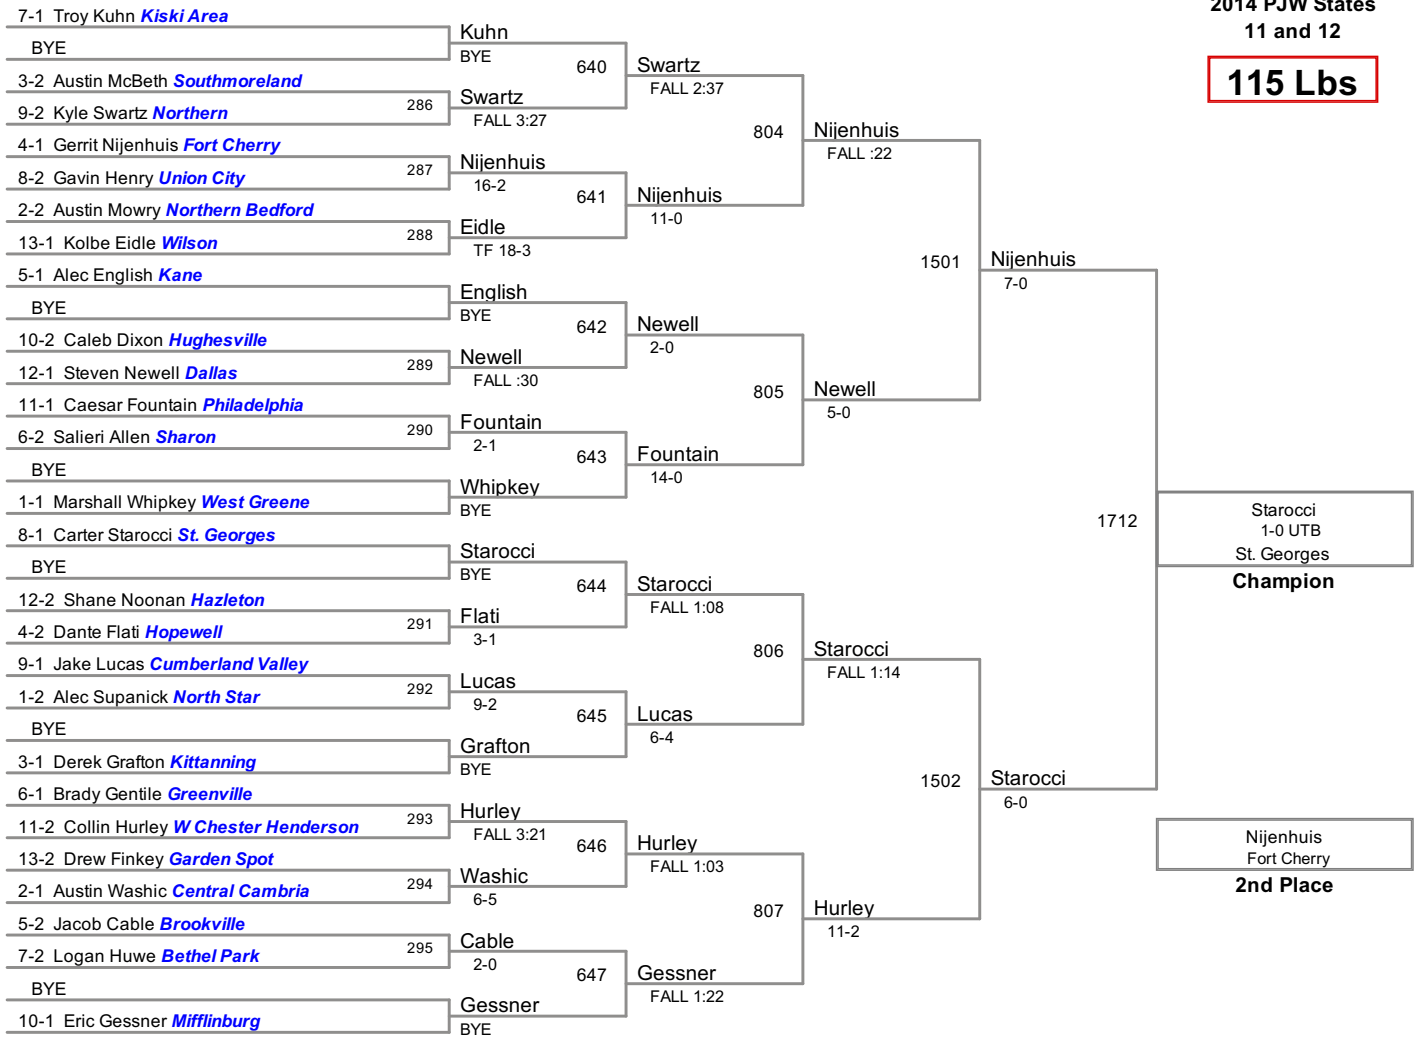 2014 PJW States
11 and 12
115 Lbs
7-1 Troy Kuhn Kiski Area
BYE
3-2 Austin McBeth Southmoreland
9-2 Kyle Swartz Northern
4-1 Gerrit Nijenhuis Fort Cherry
8-2 Gavin Henry Union City
2-2 Austin Mowry Northern Bedford
13-1 Kolbe Eidle Wilson
5-1 Alec English Kane
BYE
10-2 Caleb Dixon Hughesville
12-1 Steven Newell Dallas
11-1 Caesar Fountain Philadelphia
6-2 Salieri Allen Sharon
BYE
1-1 Marshall Whipkey West Greene
8-1 Carter Starocci St. Georges
BYE
12-2 Shane Noonan Hazleton
4-2 Dante Flati Hopewell
9-1 Jake Lucas Cumberland Valley
1-2 Alec Supanick North Star
BYE
3-1 Derek Grafton Kittanning
6-1 Brady Gentile Greenville
11-2 Collin Hurley W Chester Henderson
13-2 Drew Finkey Garden Spot
2-1 Austin Washic Central Cambria
5-2 Jacob Cable Brookville
7-2 Logan Huwe Bethel Park
BYE
10-1 Eric Gessner Mifflinburg
286
287
288
289
290
291
292
293
294
295
Kuhn
BYE
Swartz
FALL 3:27
Nijenhuis
16-2
Eidle
TF 18-3
English
BYE
Newell
FALL :30
Fountain
2-1
Whipkey
BYE
Starocci
BYE
Flati
3-1
Lucas
9-2
Grafton
BYE
Hurley
FALL 3:21
Washic
6-5
Cable
2-0
Gessner
BYE
640
641
642
643
644
645
646
647
Swartz
FALL 2:37
Nijenhuis
11-0
Newell
2-0
Fountain
14-0
Starocci
FALL 1:08
Lucas
6-4
Hurley
FALL 1:03
Gessner
FALL 1:22
804
805
806
807
Nijenhuis
FALL :22
Newell
5-0
Starocci
FALL 1:14
Hurley
11-2
1501
1502
Nijenhuis
7-0
Starocci
6-0
1712
Starocci
1-0 UTB
St. Georges
Champion
Nijenhuis
Fort Cherry
2nd Place